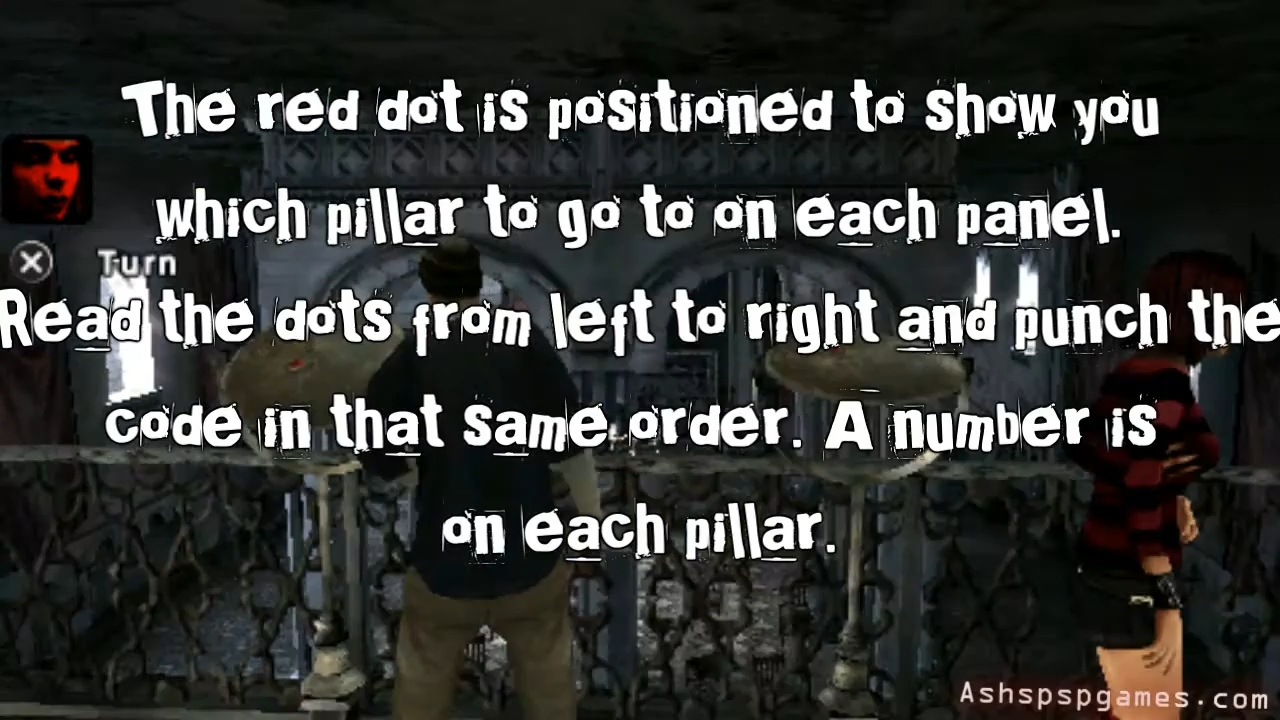 The red dot is positioned to show you
which pillar to go to on each panel.
Turn
Read the dots from left to right and punch the
code in that same order. A number is
on each pillar.
Ashspspgames.com